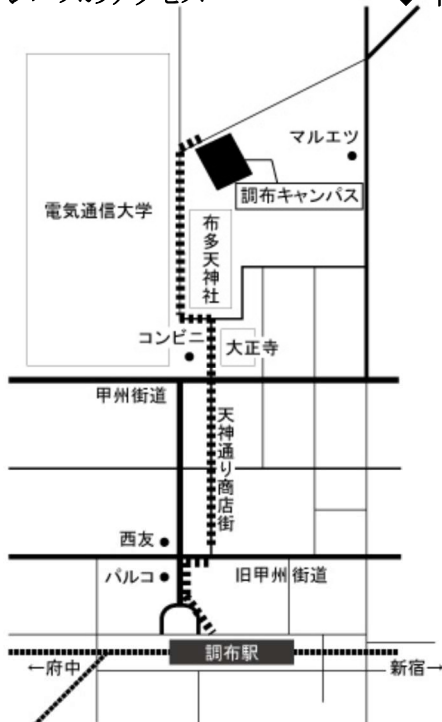 マルエツ
調布キャンパス
電気通信大学
布多天神社
コンビニ
大正寺
甲州街道
天神通り商店街
西友
パルコ
旧甲州街道
調布駅
←府中
新宿→